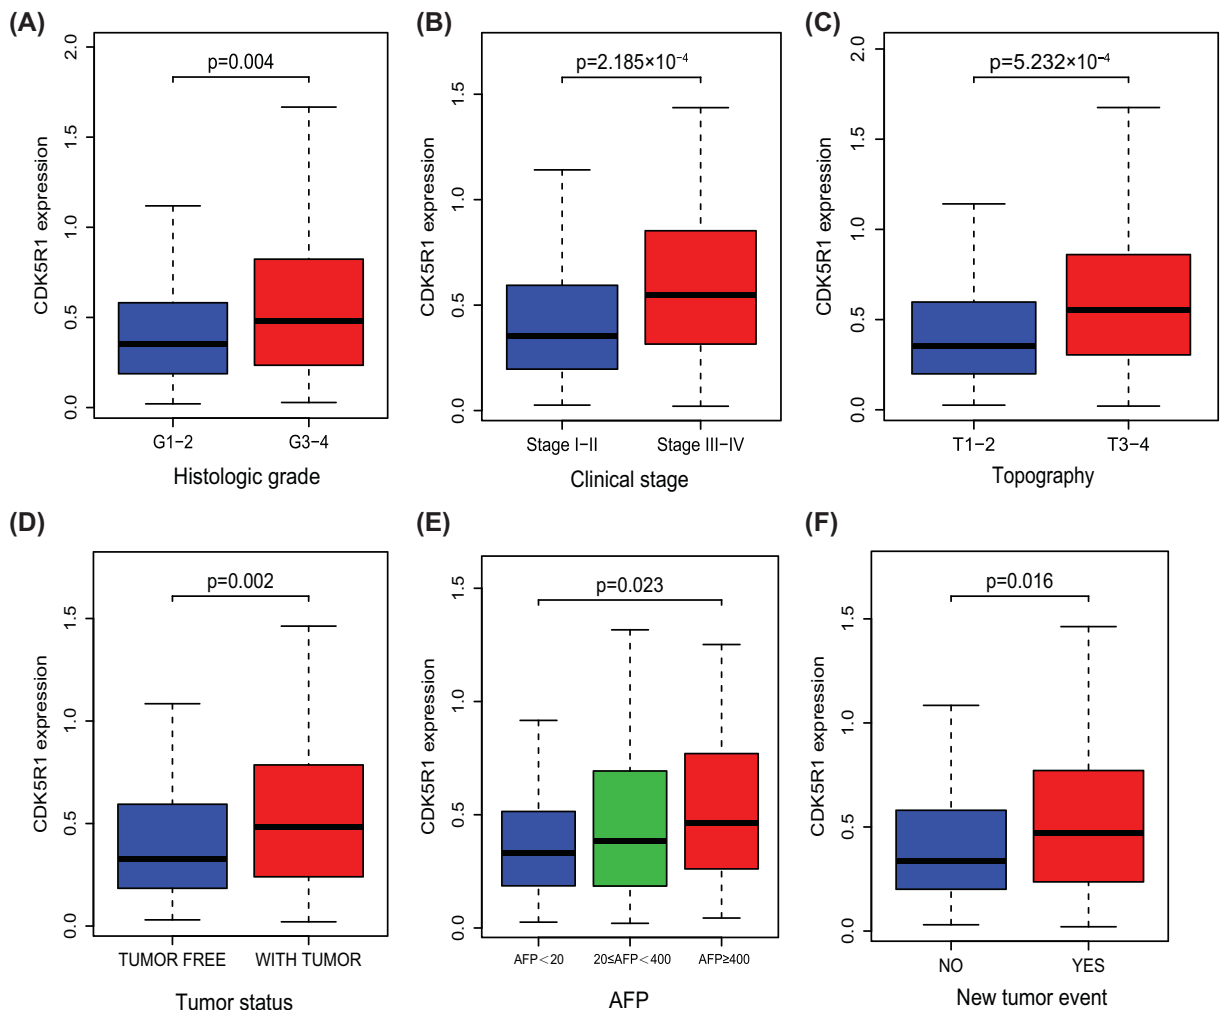 (A)
p=0.004
CDK5R1 expression
2.0
1.5
1.0
0.5
0.0
G1−2
G3−4
Histologic grade
(B)
p=2.185×10⁻⁴
CDK5R1 expression
1.5
1.0
0.5
0.0
Stage I−II
Stage III−IV
Clinical stage
(C)
p=5.232×10⁻⁴
CDK5R1 expression
2.0
1.5
1.0
0.5
0.0
T1−2
T3−4
Topography
(D)
p=0.002
CDK5R1 expression
1.5
1.0
0.5
0.0
TUMOR FREE
WITH TUMOR
Tumor status
(E)
p=0.023
CDK5R1 expression
1.5
1.0
0.5
0.0
AFP<20
20≤AFP<400
AFP≥400
AFP
(F)
p=0.016
CDK5R1 expression
1.5
1.0
0.5
0.0
NO
YES
New tumor event